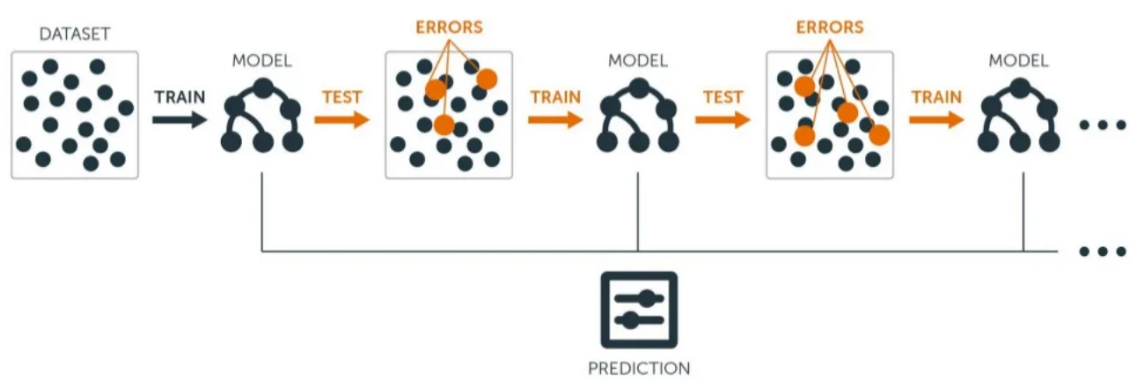 DATASET
TRAIN
MODEL
TEST
ERRORS
TRAIN
MODEL
TEST
ERRORS
TRAIN
MODEL
PREDICTION